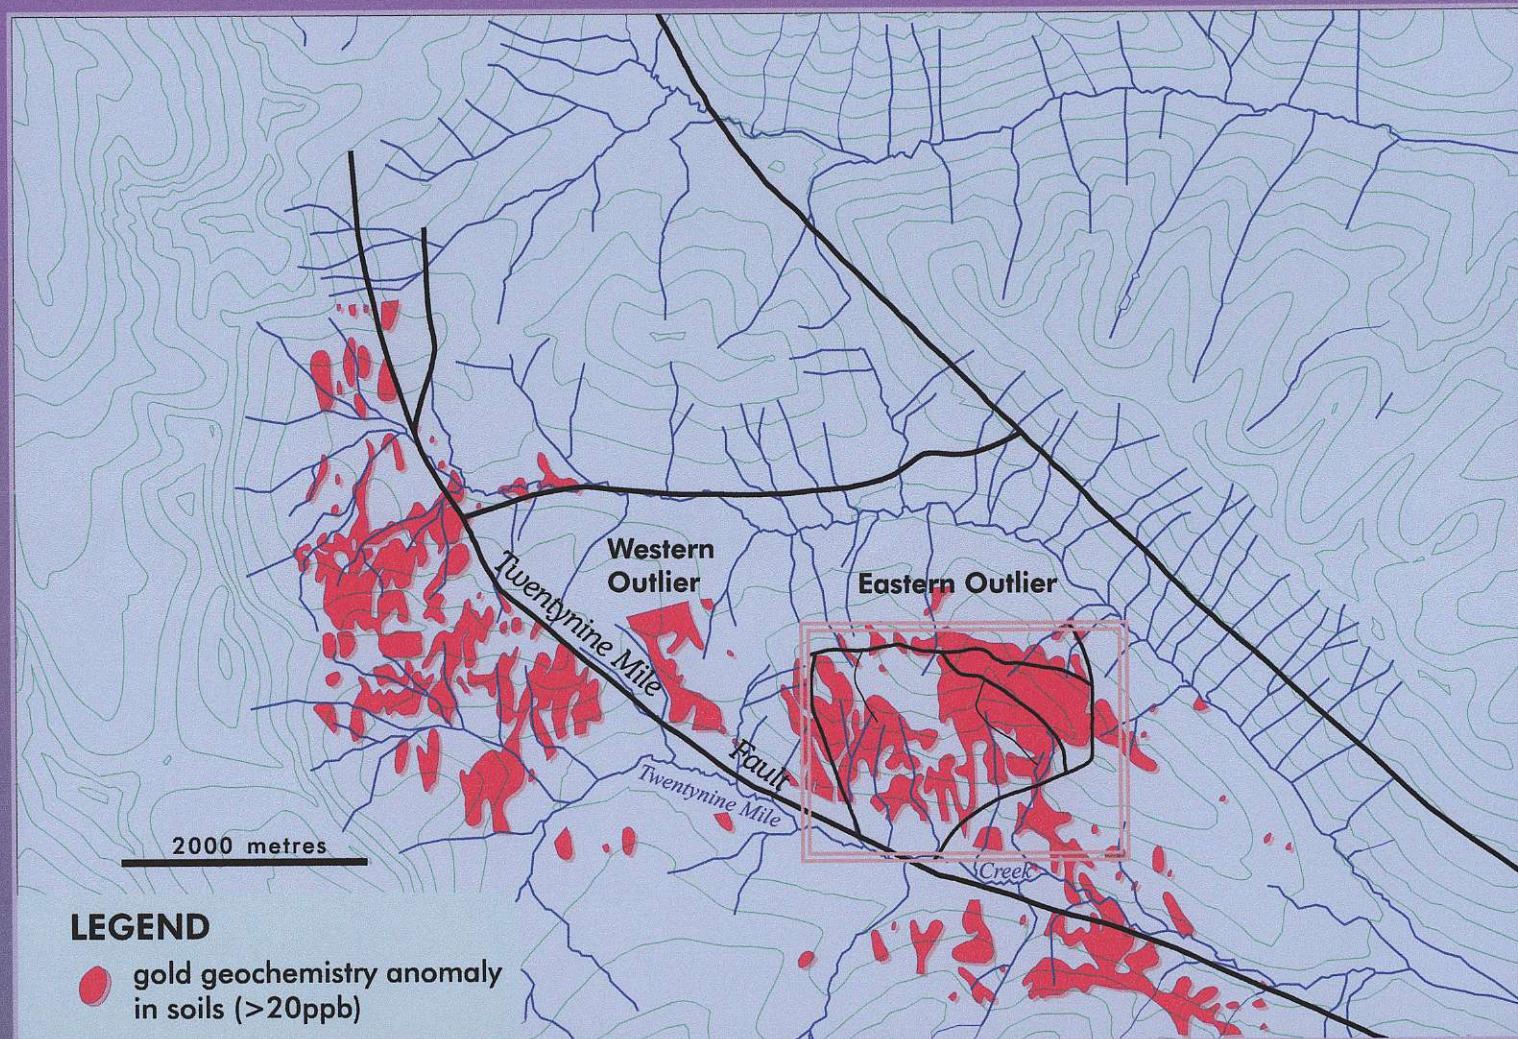 Western
Outlier
Eastern Outlier
Twentynine Mile
Fault
Twentynine Mile
Creek
2000 metres
LEGEND
gold geochemistry anomaly
in soils (>20ppb)